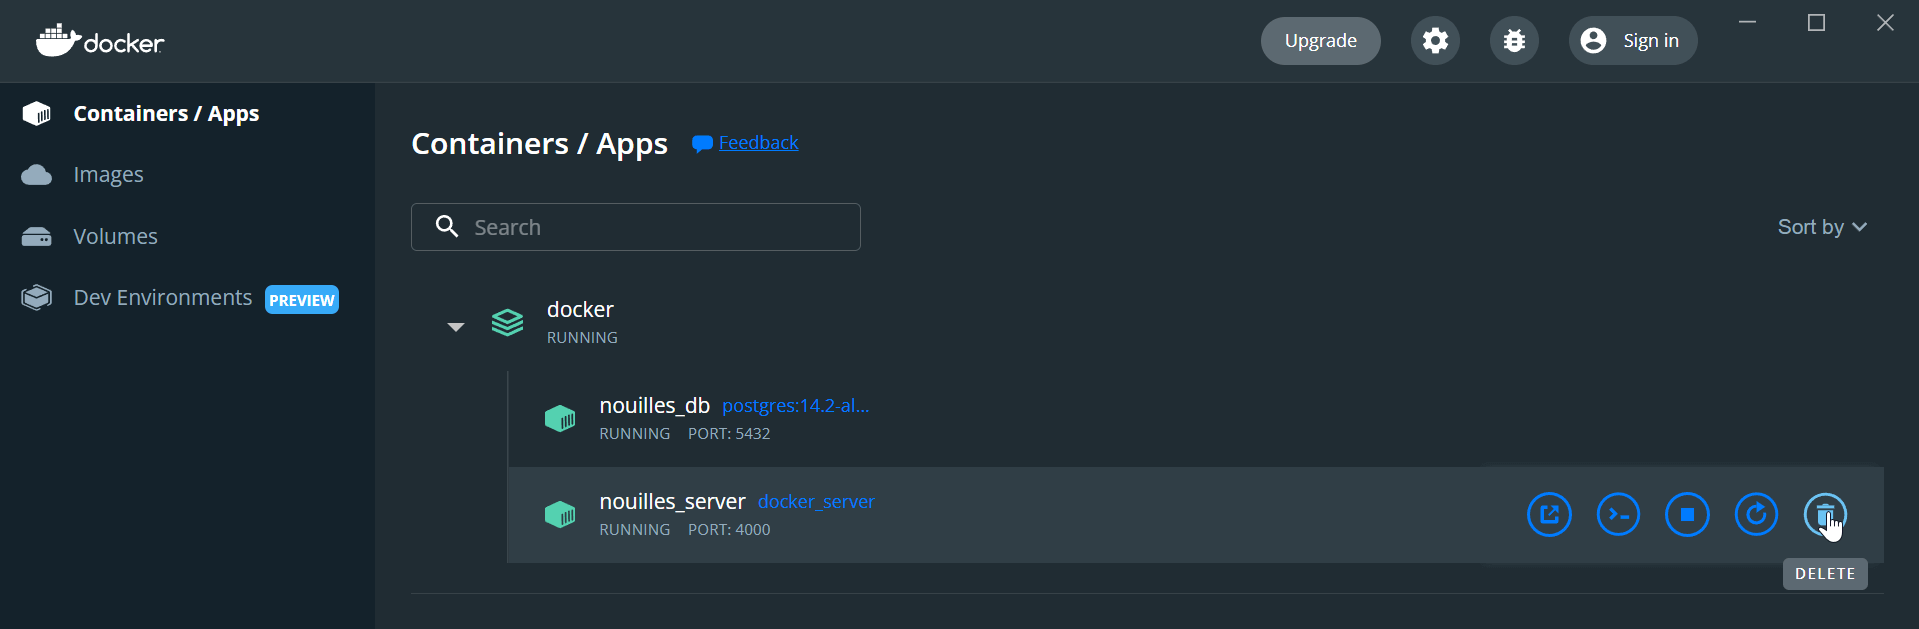 docker
Upgrade
Sign in
Containers / Apps
Images
Volumes
Dev Environments PREVIEW
Containers / Apps Feedback
Search
Sort by
docker
RUNNING
nouilles_db postgres:14.2-al...
RUNNING PORT: 5432
nouilles_server docker_server
RUNNING PORT: 4000
DELETE